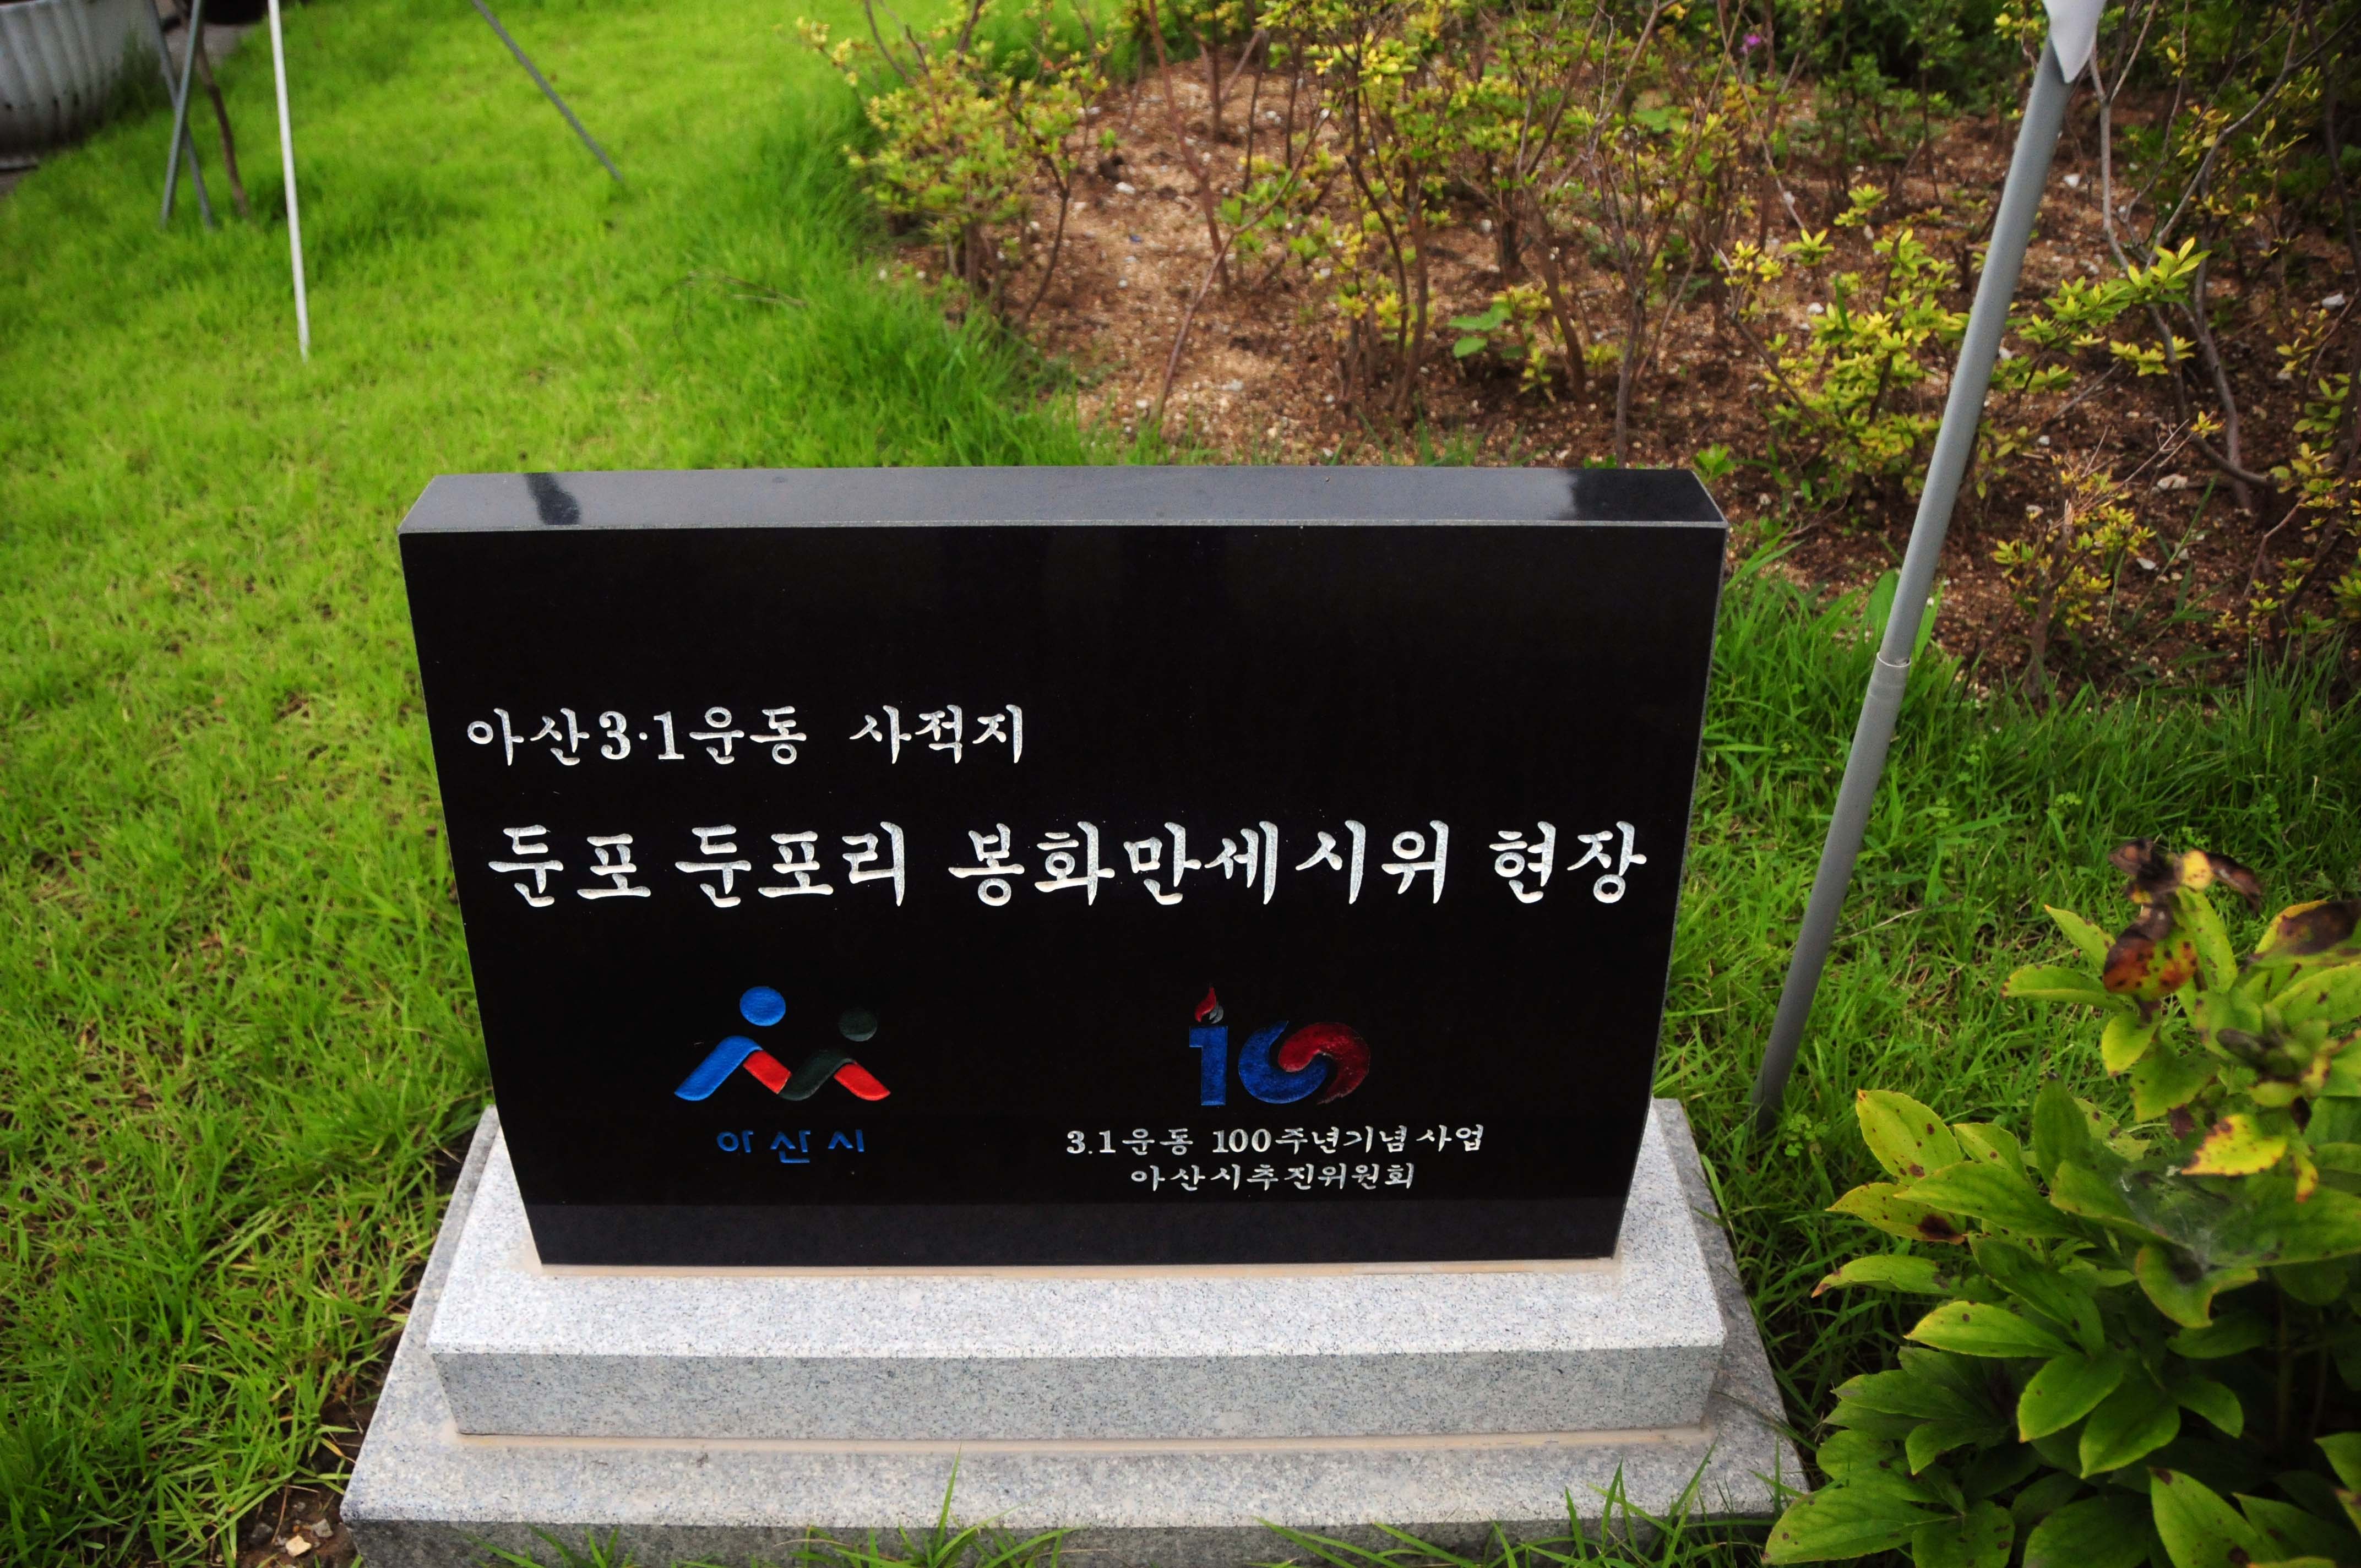 아산3·1운동 사적지
둔포 둔포리 봉화만세시위 현장
아산시
10
3.1운동 100주년기념사업
아산시추진위원회